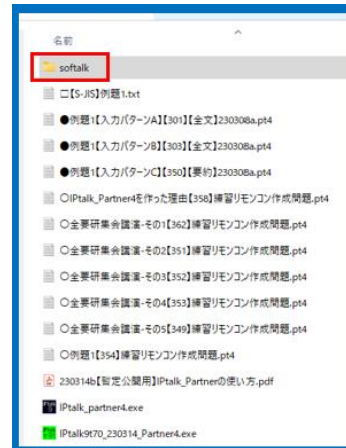 名前
softalk
□【S-JIS】例題1.txt
●例題1【入力パターンA】【301】【全文】230308a.pt4
●例題1【入力パターンB】【303】【全文】230308a.pt4
●例題1【入力パターンC】【350】【要約】230308a.pt4
○IPtalk_Partner4を作った理由【358】練習リモンコン作成問題.pt4
○全要研集会講演-その1【362】練習リモンコン作成問題.pt4
○全要研集会講演-その2【351】練習リモンコン作成問題.pt4
○全要研集会講演-その3【352】練習リモンコン作成問題.pt4
○全要研集会講演-その4【353】練習リモンコン作成問題.pt4
○全要研集会講演-その5【349】練習リモンコン作成問題.pt4
○例題1【354】練習リモンコン作成問題.pt4
230314b【暫定公開用】IPtalk_Partnerの使い方.pdf
IPtalk_partner4.exe
IPtalk9t70_230314_Partner4.exe